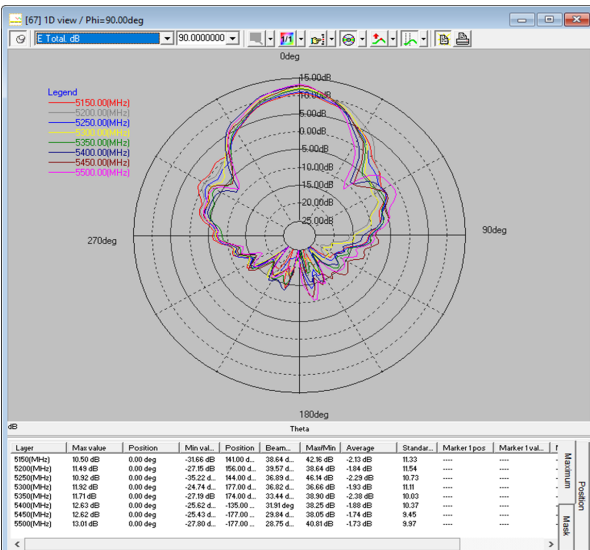 [67] 1D view / Phi=90.00deg
E Total, dB
90.0000000
0deg
15.00dB
10.00dB
5.00dB
0.00dB
-5.00dB
-10.00dB
-15.00dB
-20.00dB
25.00dB
Legend
5150.00(MHz)
5200.00(MHz)
5250.00(MHz)
5300.00(MHz)
5350.00(MHz)
5400.00(MHz)
5450.00(MHz)
5500.00(MHz)
270deg
90deg
180deg
dB
Theta
Layer Max value Position Min val... Position Beam... Max/Min Average Standar... Marker 1 pos Marker 1 val...
5150(MHz) 10.50 dB 0.00 deg -31.66 dB 141.00 d... 38.64 d... 42.16 dB -2.13 dB 11.33 ---- ----
5200(MHz) 11.49 dB 0.00 deg -27.15 dB 156.00 d... 39.57 d... 38.64 dB -1.84 dB 11.54 ---- ----
5250(MHz) 10.92 dB 0.00 deg -35.22 d... 144.00 d... 36.89 d... 46.14 dB -2.29 dB 10.73 ---- ----
5300(MHz) 11.92 dB 0.00 deg -24.74 d... 177.00 d... 36.82 d... 36.66 dB -1.93 dB 11.11 ---- ----
5350(MHz) 11.71 dB 0.00 deg -27.19 dB 174.00 d... 33.44 d... 38.90 dB -2.38 dB 10.03 ---- ----
5400(MHz) 12.63 dB 0.00 deg -25.62 d... -135.00 ... 31.91 deg 38.25 dB -1.88 dB 10.37 ---- ----
5450(MHz) 12.62 dB 0.00 deg -25.43 d... -177.00 ... 29.84 d... 38.05 dB -1.74 dB 9.45 ---- ----
5500(MHz) 13.01 dB 0.00 deg -27.80 d... -177.00 ... 28.75 d... 40.81 dB -1.73 dB 9.97 ---- ----
Maximum
Position
Mask